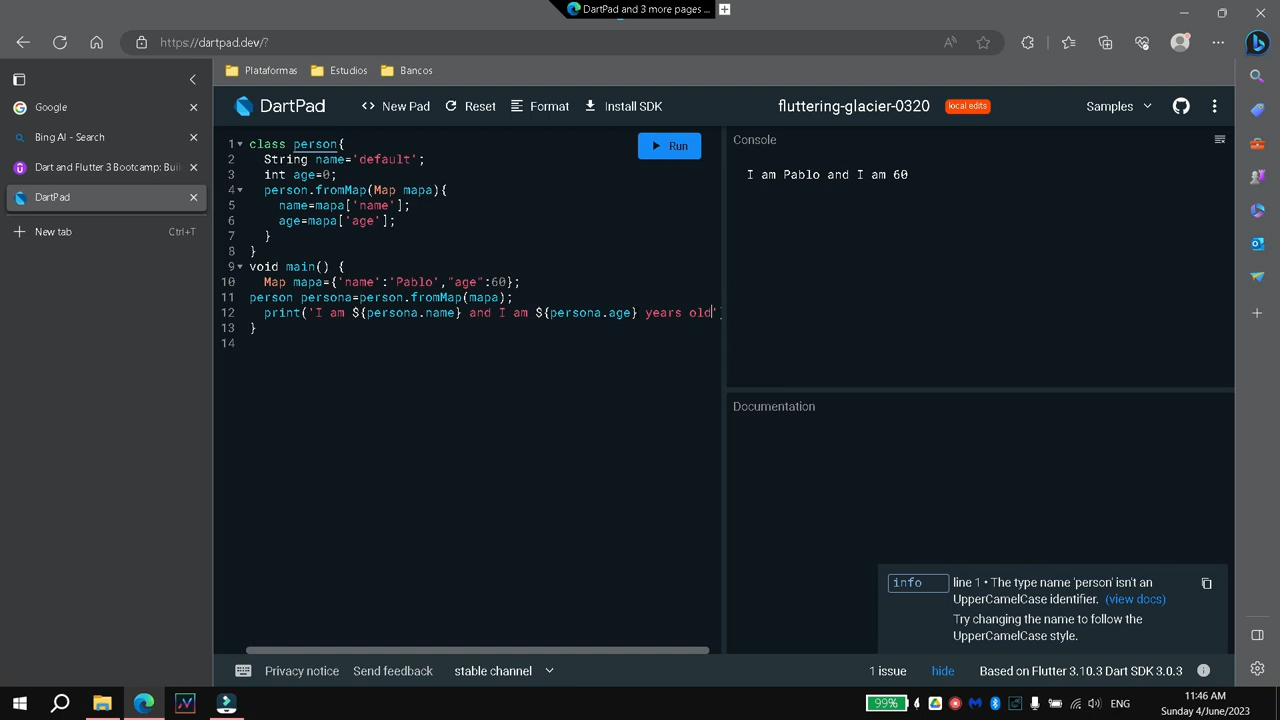 DartPad and 3 more pages ...
https://dartpad.dev/?
Plataformas Estudios Bancos
Google
Bing AI - Search
Dart and Flutter 3 Bootcamp: Buil
DartPad
New tab Ctrl+T
DartPad
New Pad Reset Format Install SDK
fluttering-glacier-0320 local edits
Samples
Run
1 class person{
2 String name='default';
3 int age=0;
4 person.fromMap(Map mapa){
5 name=mapa['name'];
6 age=mapa['age'];
7 }
8 }
9 void main() {
10 Map mapa={'name':'Pablo',"age":60};
11 person persona=person.fromMap(mapa);
12 print('I am ${persona.name} and I am ${persona.age} years old'
13 }
14
Console
I am Pablo and I am 60
Documentation
info
line 1 • The type name 'person' isn't an
UpperCamelCase identifier. (view docs)
Try changing the name to follow the
UpperCamelCase style.
Privacy notice Send feedback stable channel
1 issue hide Based on Flutter 3.10.3 Dart SDK 3.0.3
99%
ENG
11:46 AM
Sunday 4/June/2023